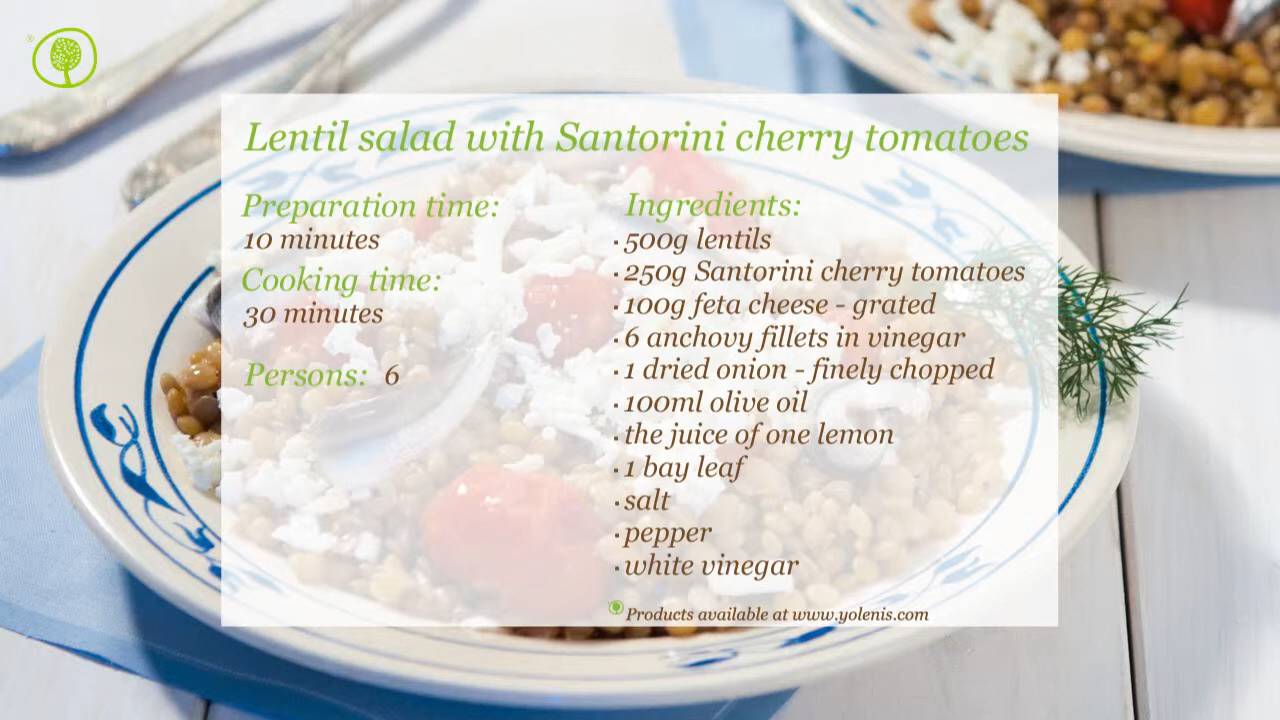 Lentil salad with Santorini cherry tomatoes
Preparation time:
10 minutes
Cooking time:
30 minutes
Persons: 6
Ingredients:
· 500g lentils
· 250g Santorini cherry tomatoes
· 100g feta cheese - grated
· 6 anchovy fillets in vinegar
· 1 dried onion - finely chopped
· 100ml olive oil
· the juice of one lemon
· 1 bay leaf
· salt
· pepper
· white vinegar
Products available at www.yolenis.com
®